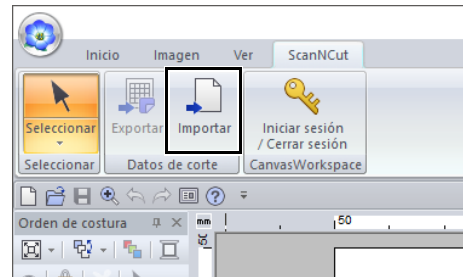 Inicio Imagen Ver ScanNCut
Seleccionar Exportar Importar Iniciar sesión
/ Cerrar sesión
Seleccionar Datos de corte CanvasWorkspace
Orden de costura mm 50
50